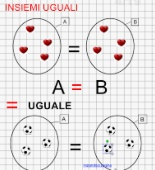 INSIEMI UGUALI
A
B
=
A = B
= UGUALE
A
B
=